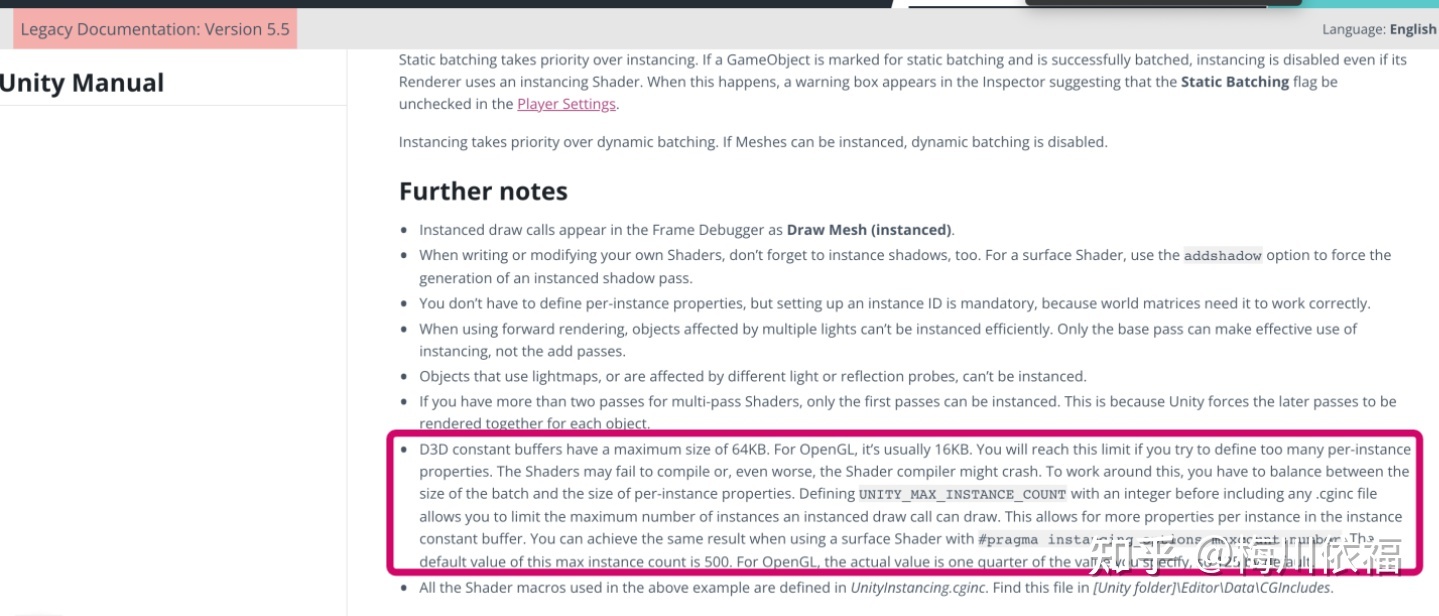 Legacy Documentation: Version 5.5
Language: English
Unity Manual
Static batching takes priority over instancing. If a GameObject is marked for static batching and is successfully batched, instancing is disabled even if its
Renderer uses an instancing Shader. When this happens, a warning box appears in the Inspector suggesting that the Static Batching flag be
unchecked in the Player Settings.
Instancing takes priority over dynamic batching. If Meshes can be instanced, dynamic batching is disabled.
Further notes
• Instanced draw calls appear in the Frame Debugger as Draw Mesh (instanced).
• When writing or modifying your own Shaders, don't forget to instance shadows, too. For a surface Shader, use the addshadow option to force the
generation of an instanced shadow pass.
• You don't have to define per-instance properties, but setting up an instance ID is mandatory, because world matrices need it to work correctly.
• When using forward rendering, objects affected by multiple lights can't be instanced efficiently. Only the base pass can make effective use of
instancing, not the add passes.
• Objects that use lightmaps, or are affected by different light or reflection probes, can't be instanced.
• If you have more than two passes for multi-pass Shaders, only the first passes can be instanced. This is because Unity forces the later passes to be
rendered together for each object.
• D3D constant buffers have a maximum size of 64KB. For OpenGL, it's usually 16KB. You will reach this limit if you try to define too many per-instance
properties. The Shaders may fail to compile or, even worse, the Shader compiler might crash. To work around this, you have to balance between the
size of the batch and the size of per-instance properties. Defining UNITY_MAX_INSTANCE_COUNT with an integer before including any .cginc file
allows you to limit the maximum number of instances an instanced draw call can draw. This allows for more properties per instance in the instance
constant buffer. You can achieve the same result when using a surface Shader with #pragma The
default value of this max instance count is 500. For OpenGL, the actual value is one quarter of the value you specify, so 125
• All the Shader macros used in the above example are defined in UnityInstancing.cginc. Find this file in [Unity folder]\Editor\Data\CGIncludes.
知乎 @梅川依福